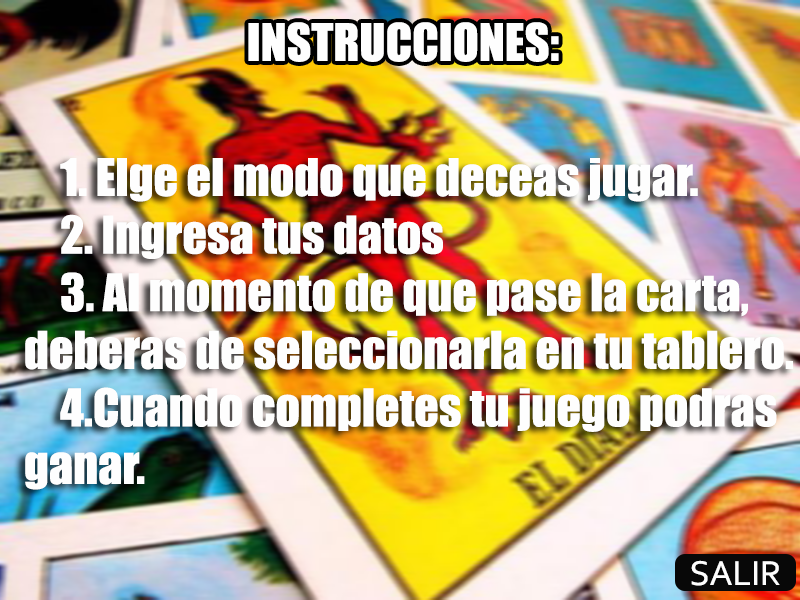 INSTRUCCIONES:
1. Elge el modo que deceas jugar.
2. Ingresa tus datos
3. Al momento de que pase la carta,
deberas de seleccionarla en tu tablero.
4.Cuando completes tu juego podras
ganar.
EL
SALIR